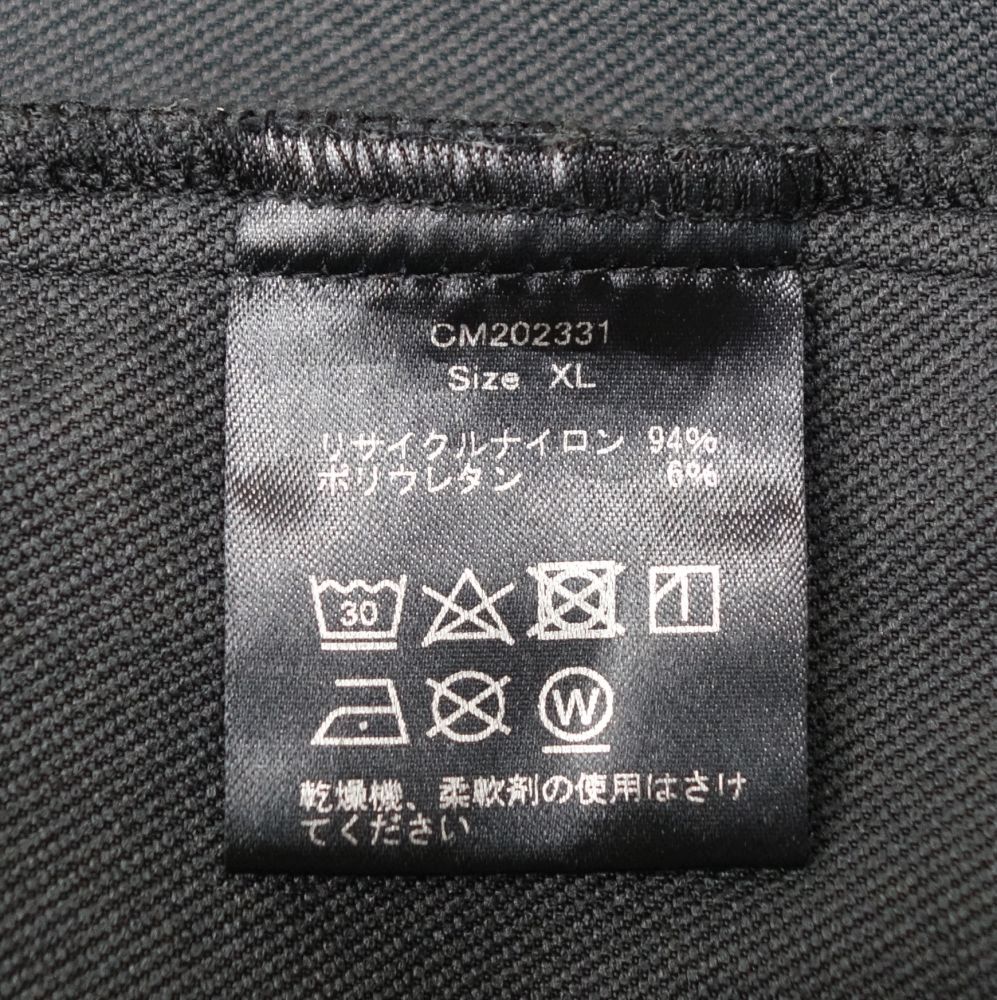 CM202331
Size XL
リサイクルナイロン 94%
ポリウレタン 6%
30
W
乾燥機、柔軟剤の使用はさけ
てください